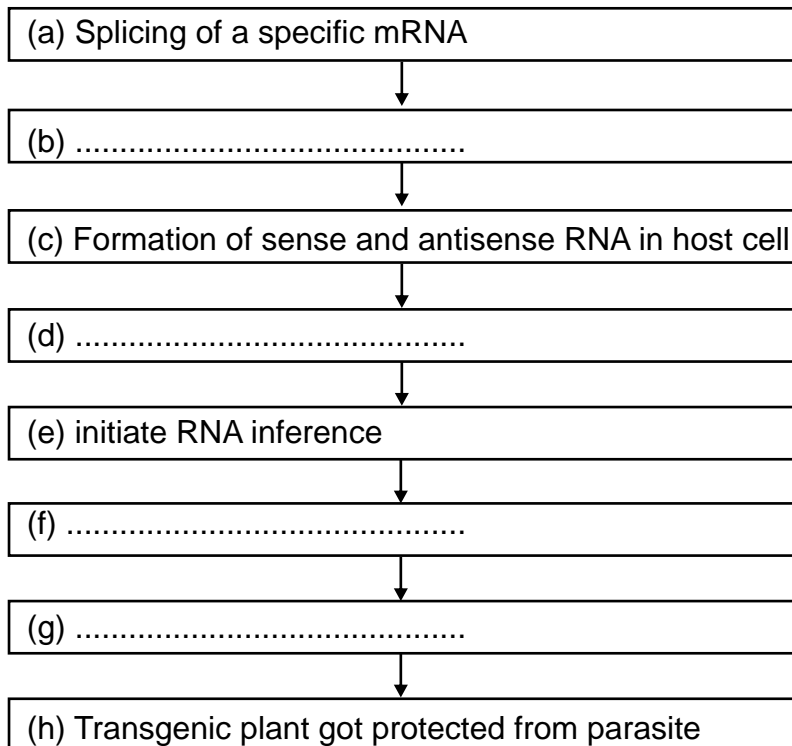 (a) Splicing of a specific mRNA
(b) ............................................
(c) Formation of sense and antisense RNA in host cell
(d) ............................................
(e) initiate RNA inference
(f) .............................................
(g) ............................................
(h) Transgenic plant got protected from parasite